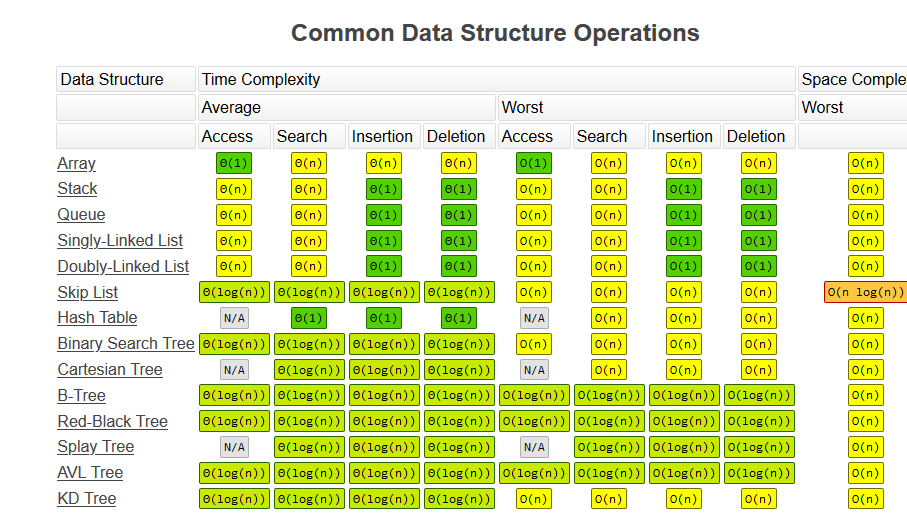 Common Data Structure Operations
Data Structure Time Complexity Space Comple
Average Worst Worst
Access Search Insertion Deletion Access Search Insertion Deletion
Array Θ(1) Θ(n) Θ(n) Θ(n) O(1) O(n) O(n) O(n) O(n)
Stack Θ(n) Θ(n) Θ(1) Θ(1) O(n) O(n) O(1) O(1) O(n)
Queue Θ(n) Θ(n) Θ(1) Θ(1) O(n) O(n) O(1) O(1) O(n)
Singly-Linked List Θ(n) Θ(n) Θ(1) Θ(1) O(n) O(n) O(1) O(1) O(n)
Doubly-Linked List Θ(n) Θ(n) Θ(1) Θ(1) O(n) O(n) O(1) O(1) O(n)
Skip List Θ(log(n)) Θ(log(n)) Θ(log(n)) Θ(log(n)) O(n) O(n) O(n) O(n) O(n log(n))
Hash Table N/A Θ(1) Θ(1) Θ(1) N/A O(n) O(n) O(n) O(n)
Binary Search Tree Θ(log(n)) Θ(log(n)) Θ(log(n)) Θ(log(n)) O(n) O(n) O(n) O(n) O(n)
Cartesian Tree N/A Θ(log(n)) Θ(log(n)) Θ(log(n)) N/A O(n) O(n) O(n) O(n)
B-Tree Θ(log(n)) Θ(log(n)) Θ(log(n)) Θ(log(n)) O(log(n)) O(log(n)) O(log(n)) O(log(n)) O(n)
Red-Black Tree Θ(log(n)) Θ(log(n)) Θ(log(n)) Θ(log(n)) O(log(n)) O(log(n)) O(log(n)) O(log(n)) O(n)
Splay Tree N/A Θ(log(n)) Θ(log(n)) Θ(log(n)) N/A O(log(n)) O(log(n)) O(log(n)) O(n)
AVL Tree Θ(log(n)) Θ(log(n)) Θ(log(n)) Θ(log(n)) O(log(n)) O(log(n)) O(log(n)) O(log(n)) O(n)
KD Tree Θ(log(n)) Θ(log(n)) Θ(log(n)) Θ(log(n)) O(n) O(n) O(n) O(n) O(n)